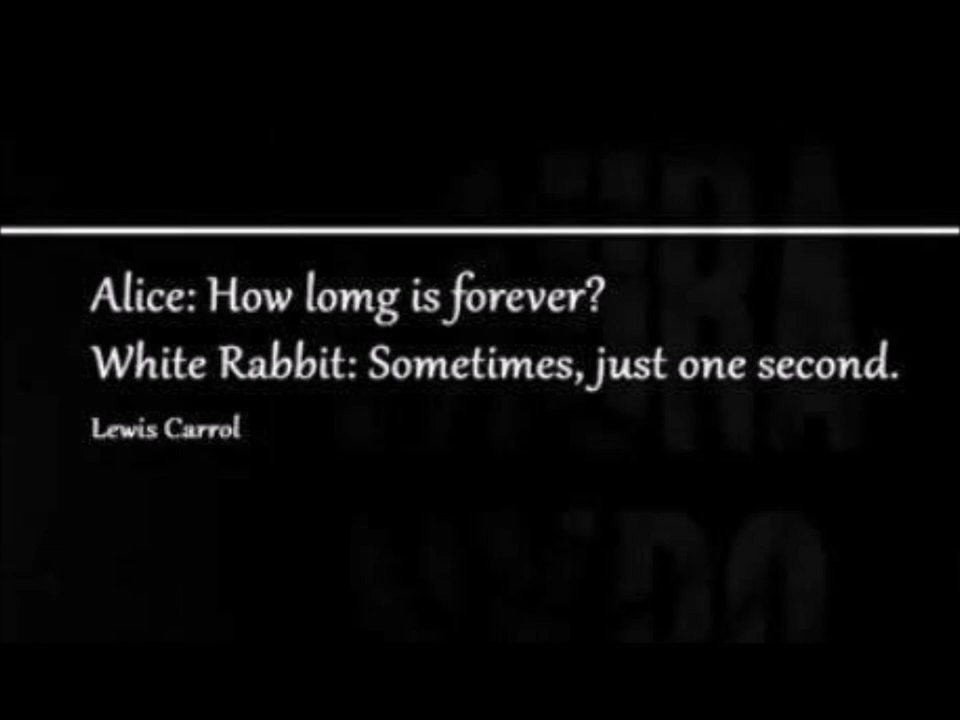 Alice: How lomg is forever?
White Rabbit: Sometimes, just one second.
Lewis Carrol